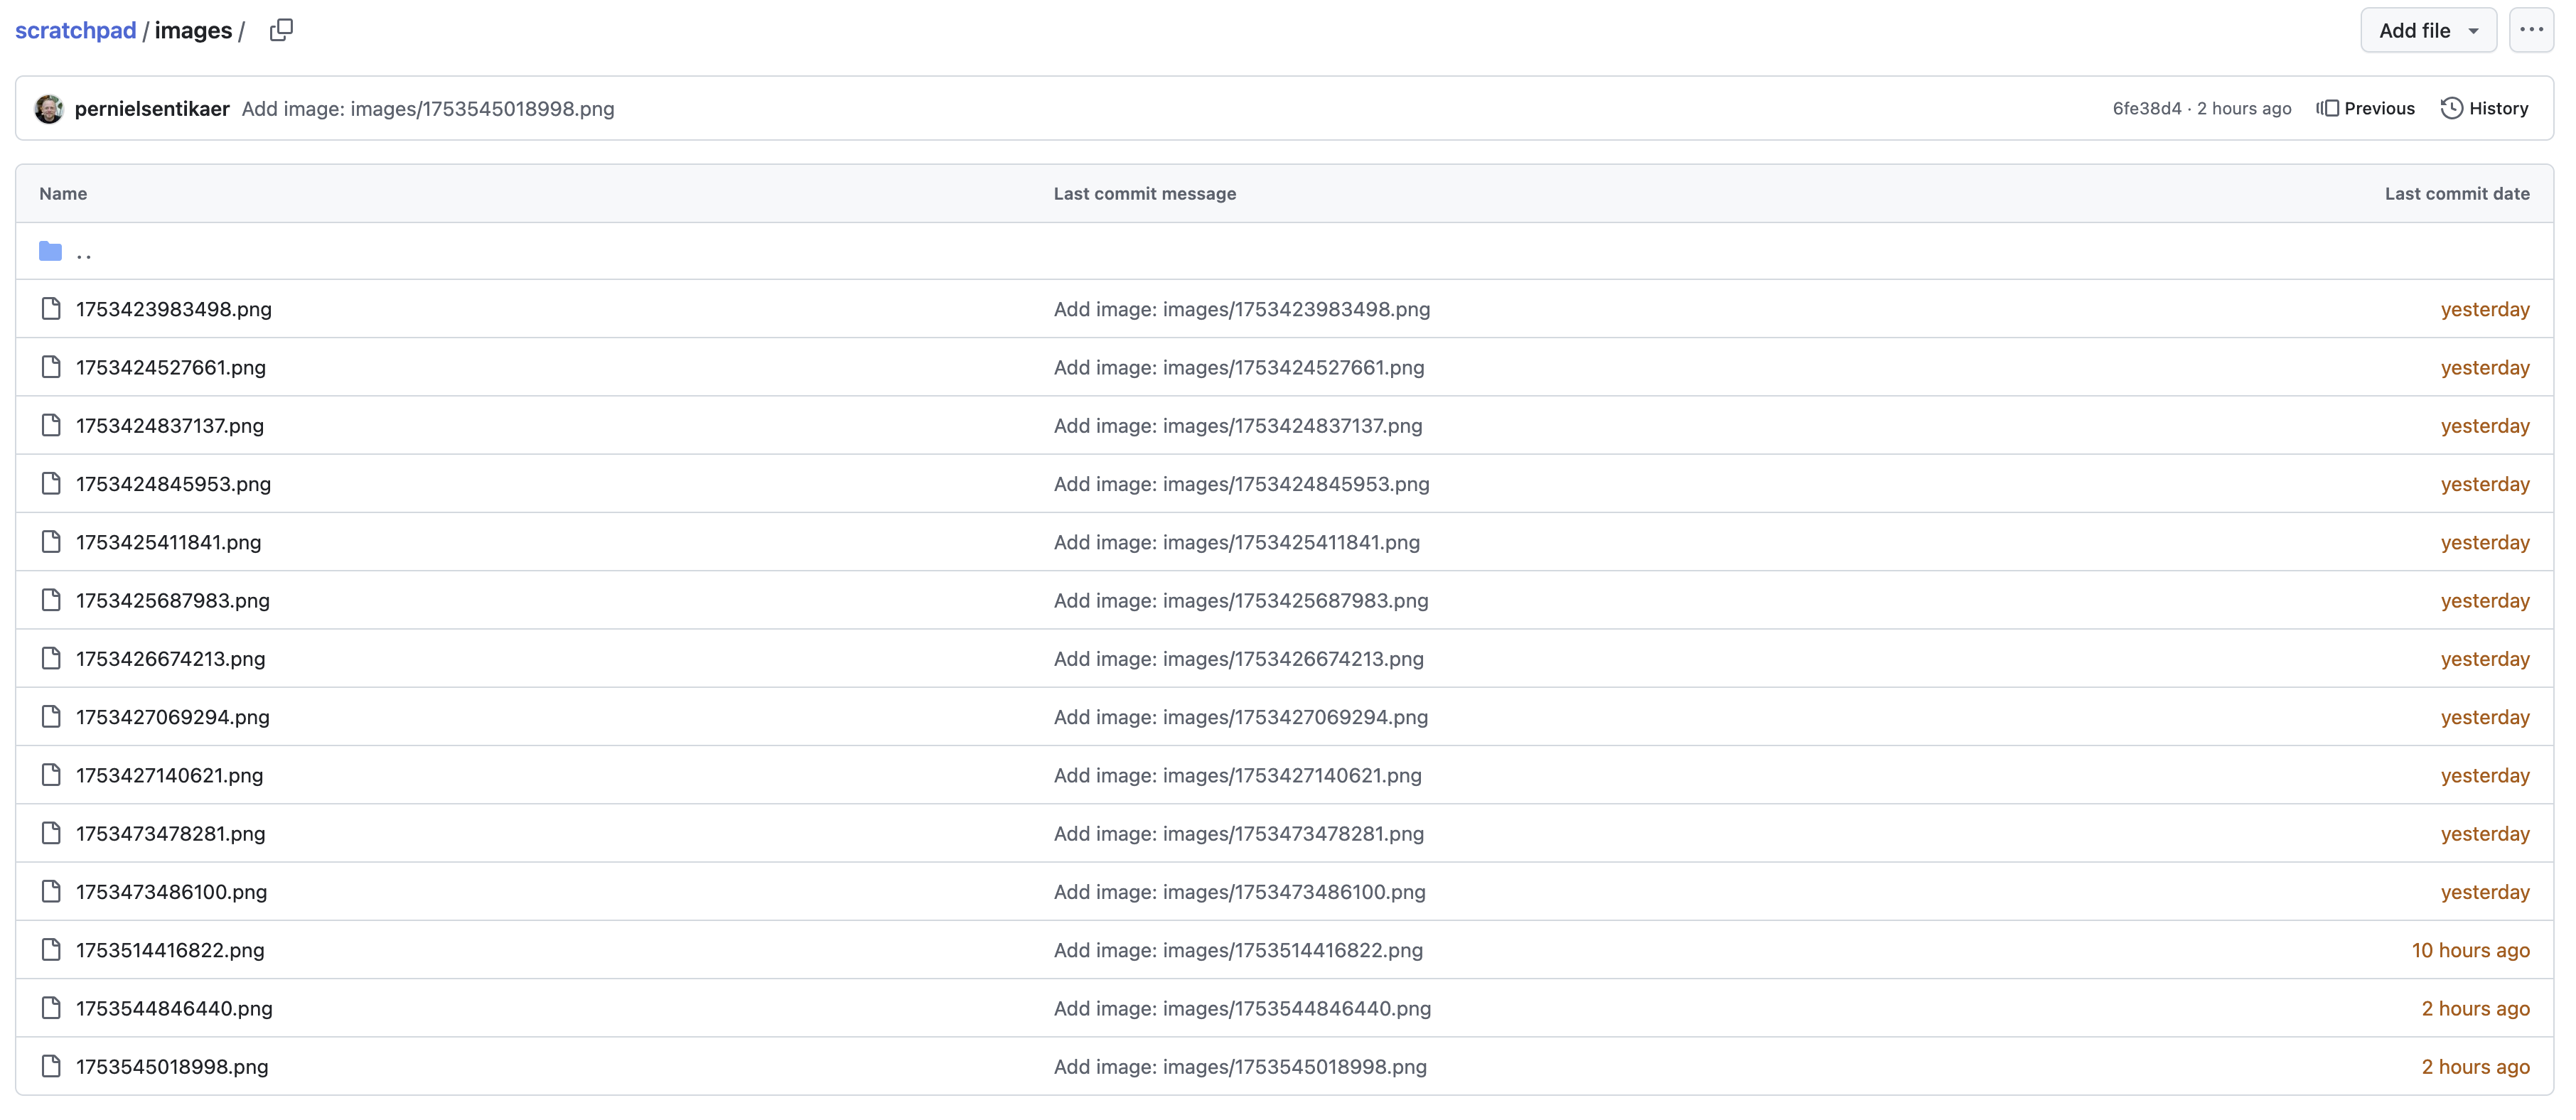 scratchpad / images /
Add file
pernielsentikaer Add image: images/1753545018998.png
6fe38d4 · 2 hours ago Previous History
Name Last commit message Last commit date
..
1753423983498.png Add image: images/1753423983498.png yesterday
1753424527661.png Add image: images/1753424527661.png yesterday
1753424837137.png Add image: images/1753424837137.png yesterday
1753424845953.png Add image: images/1753424845953.png yesterday
1753425411841.png Add image: images/1753425411841.png yesterday
1753425687983.png Add image: images/1753425687983.png yesterday
1753426674213.png Add image: images/1753426674213.png yesterday
1753427069294.png Add image: images/1753427069294.png yesterday
1753427140621.png Add image: images/1753427140621.png yesterday
1753473478281.png Add image: images/1753473478281.png yesterday
1753473486100.png Add image: images/1753473486100.png yesterday
1753514416822.png Add image: images/1753514416822.png 10 hours ago
1753544846440.png Add image: images/1753544846440.png 2 hours ago
1753545018998.png Add image: images/1753545018998.png 2 hours ago